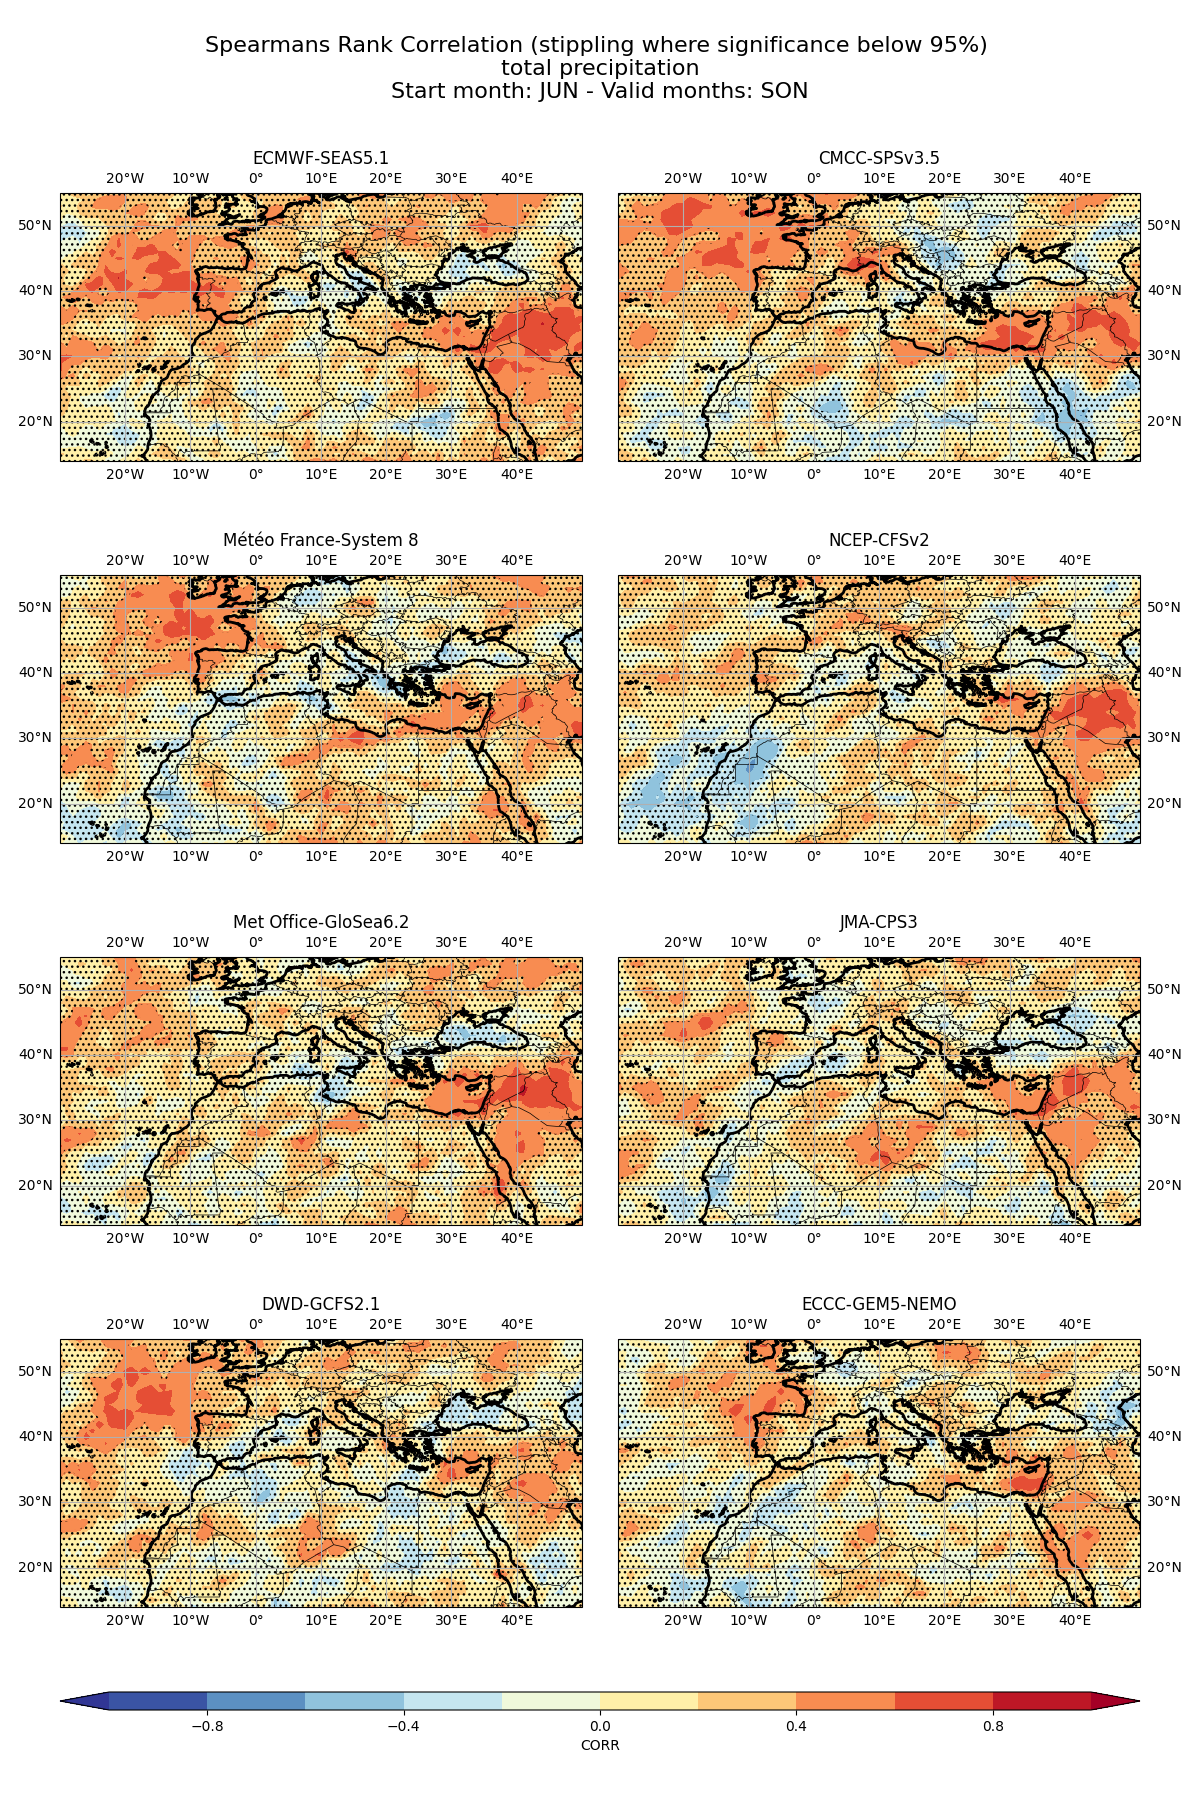 Spearmans Rank Correlation (stippling where significance below 95%)
total precipitation
Start month: JUN - Valid months: SON
ECMWF-SEAS5.1
CMCC-SPSv3.5
20°W 10°W 0° 10°E 20°E 30°E 40°E
20°W 10°W 0° 10°E 20°E 30°E 40°E
50°N
50°N
40°N
40°N
30°N
30°N
20°N
20°N
20°W 10°W 0° 10°E 20°E 30°E 40°E
20°W 10°W 0° 10°E 20°E 30°E 40°E
Météo France-System 8
NCEP-CFSv2
20°W 10°W 0° 10°E 20°E 30°E 40°E
20°W 10°W 0° 10°E 20°E 30°E 40°E
50°N
50°N
40°N
40°N
30°N
30°N
20°N
20°N
20°W 10°W 0° 10°E 20°E 30°E 40°E
20°W 10°W 0° 10°E 20°E 30°E 40°E
Met Office-GloSea6.2
JMA-CPS3
20°W 10°W 0° 10°E 20°E 30°E 40°E
20°W 10°W 0° 10°E 20°E 30°E 40°E
50°N
50°N
40°N
40°N
30°N
30°N
20°N
20°N
20°W 10°W 0° 10°E 20°E 30°E 40°E
20°W 10°W 0° 10°E 20°E 30°E 40°E
DWD-GCFS2.1
ECCC-GEM5-NEMO
20°W 10°W 0° 10°E 20°E 30°E 40°E
20°W 10°W 0° 10°E 20°E 30°E 40°E
50°N
50°N
40°N
40°N
30°N
30°N
20°N
20°N
20°W 10°W 0° 10°E 20°E 30°E 40°E
20°W 10°W 0° 10°E 20°E 30°E 40°E
−0.8 −0.4 0.0 0.4 0.8
CORR